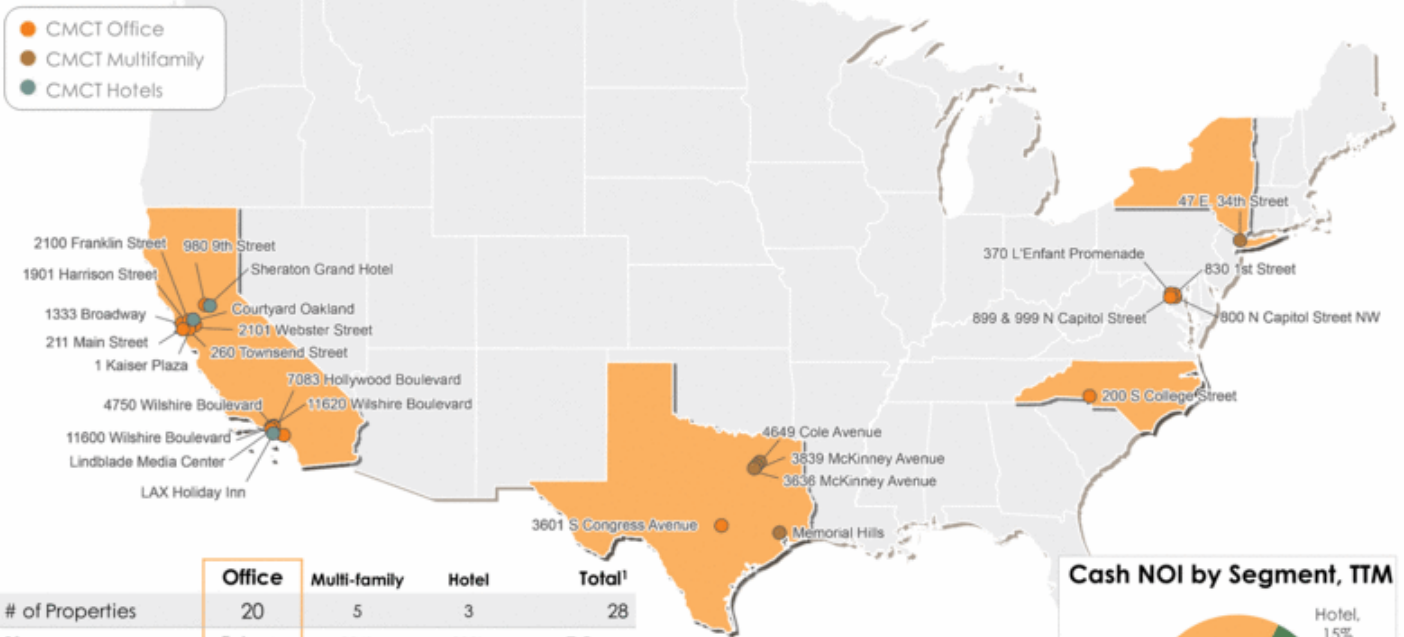 CMCT Office
CMCT Multifamily
CMCT Hotels
47 E 34th Street
2100 Franklin Street
980 9th Street
370 L'Enfant Promenade
Sheraton Grand Hotel
830 1st Street
1901 Harrison Street
Courtyard Oakland
1333 Broadway
899 & 999 N Capitol Street
800 N Capitol Street NW
2101 Webster Street
211 Main Street
260 Townsend Street
1 Kaiser Plaza
7083 Hollywood Boulevard
200 S College Street
4750 Wilshire Boulevard
11620 Wilshire Boulevard
4649 Cole Avenue
11600 Wilshire Boulevard
3839 McKinney Avenue
Lindblade Media Center
3636 McKinney Avenue
LAX Holiday Inn
3601 S Congress Avenue
Memorial Hills
Office Multi-family Hotel Total¹
# of Properties 20 5 3 28
Cash NOI by Segment, TTM
Hotel,
15%